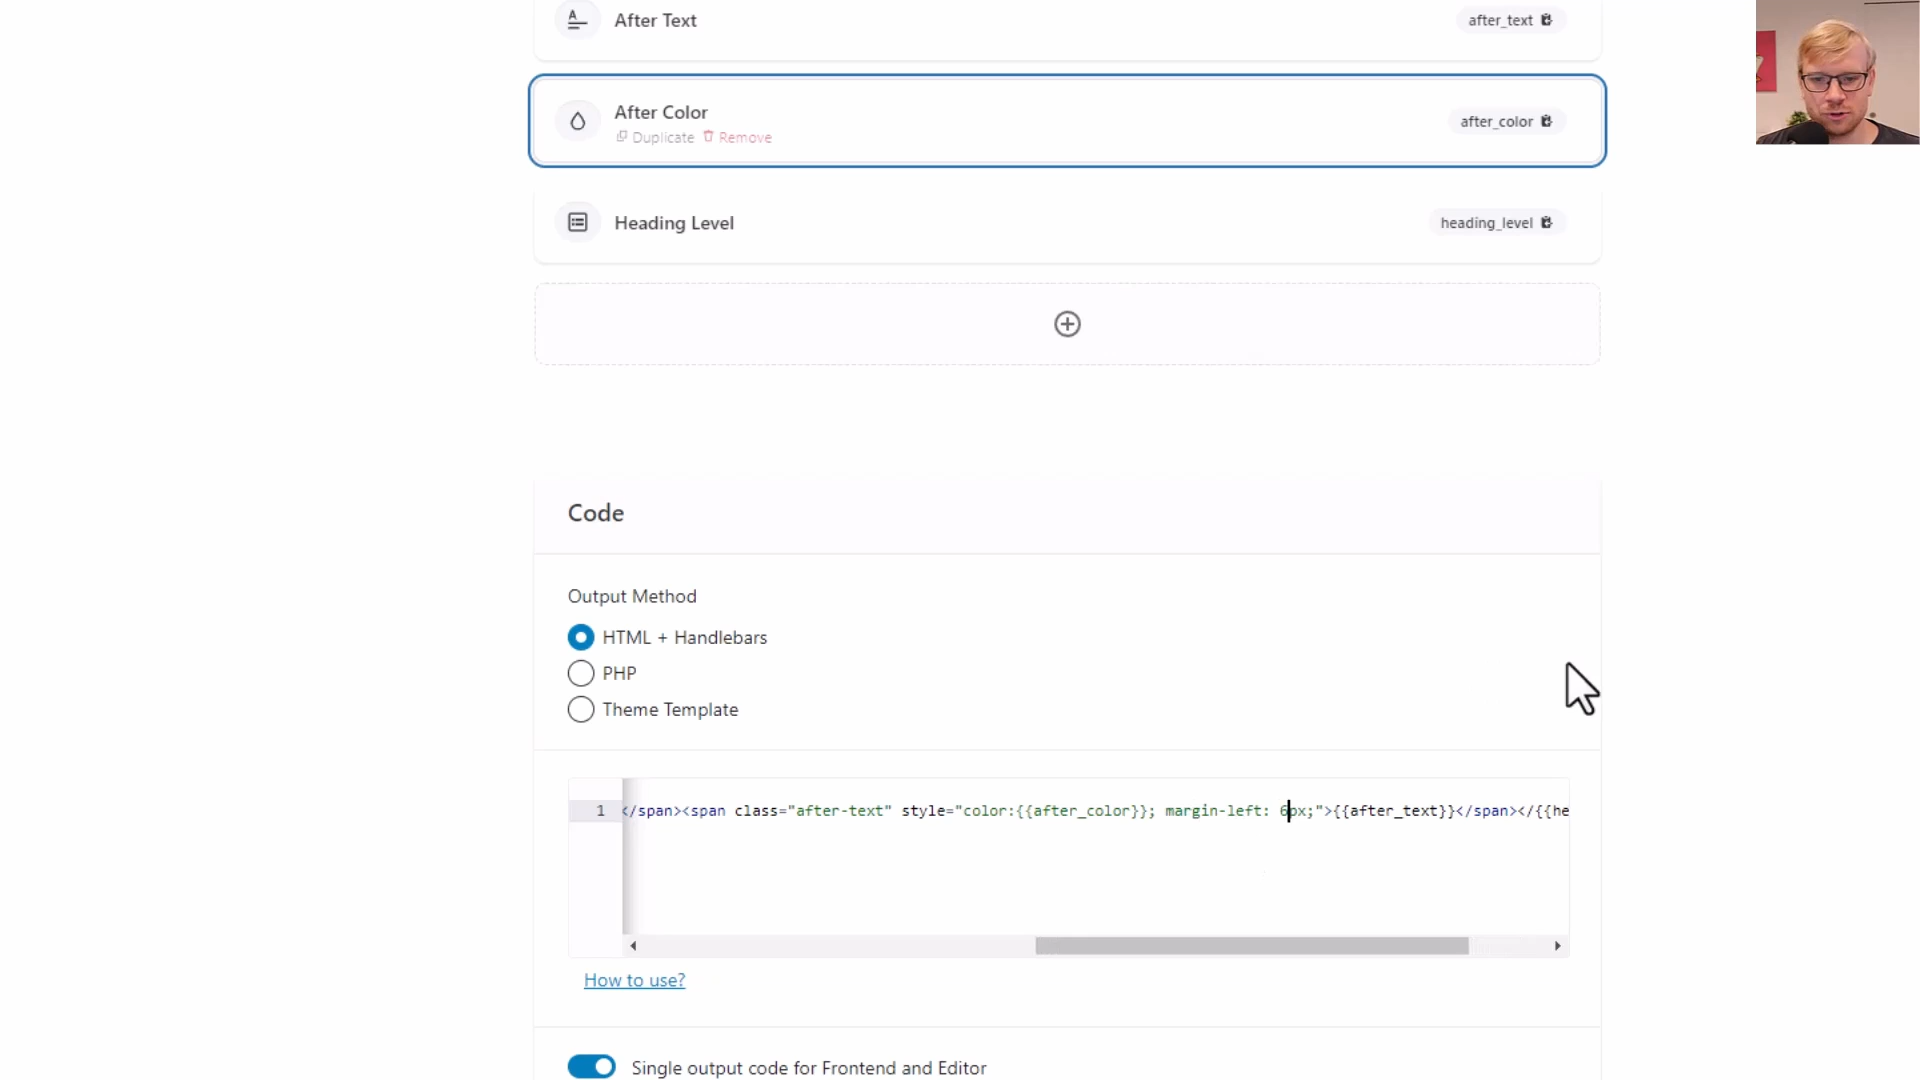 After Text
after_text
After Color
Duplicate Remove
after_color
Heading Level
heading_level
Code
Output Method
HTML + Handlebars
PHP
Theme Template
1 </span><span class="after-text" style="color:{{after_color}}; margin-left: 6px;">{{after_text}}</span></{{he
How to use?
Single output code for Frontend and Editor